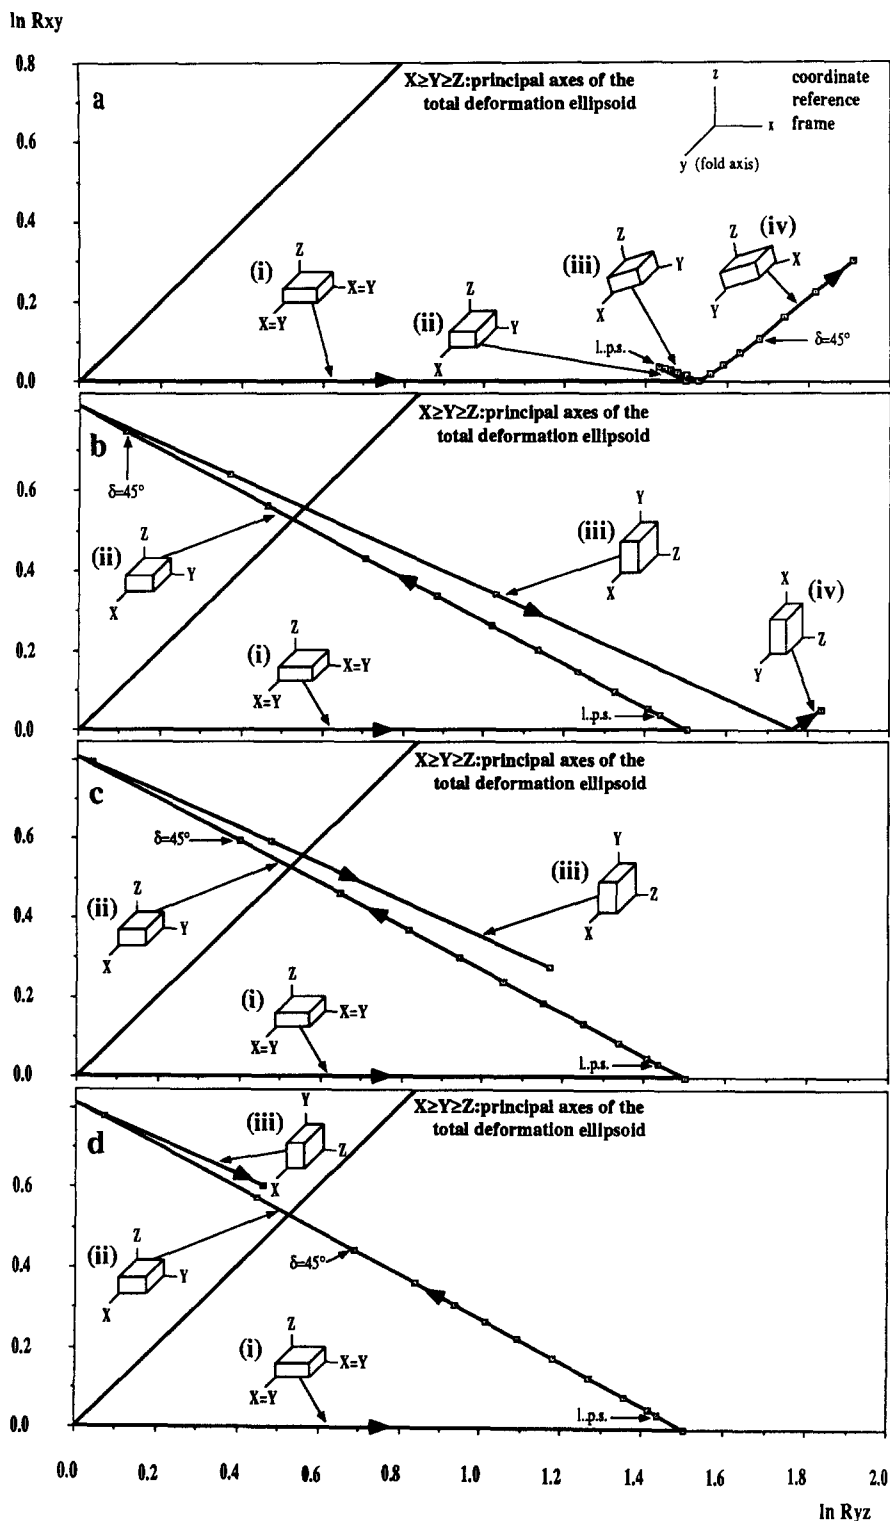 ln Rxy
0.8
0.6
0.4
0.2
0.0
a
X≥Y≥Z:principal axes of the
total deformation ellipsoid
z
x
y (fold axis)
coordinate
reference
frame
(i)
Z
X=Y
X=Y
(ii)
Z
Y
X
(iii)
Z
Y
X
(iv)
Z
X
Y
l..p.s.
δ=45°
b
X≥Y≥Z:principal axes of the
total deformation ellipsoid
0.6
0.4
0.2
0.0
δ=45°
(ii)
Z
Y
X
(i)
Z
X=Y
X=Y
(iii)
Y
Z
X
(iv)
X
Z
Y
l..p.s.
c
X≥Y≥Z:principal axes of the
total deformation ellipsoid
0.6
0.4
0.2
0.0
δ=45°
(ii)
Z
Y
X
(i)
Z
X=Y
X=Y
(iii)
Y
Z
X
l..p.s.
d
X≥Y≥Z:principal axes of the
total deformation ellipsoid
0.6
0.4
0.2
0.0
(iii)
Y
Z
X
(ii)
Z
Y
X
δ=45°
(i)
Z
X=Y
X=Y
l..p.s.
0.0 0.2 0.4 0.6 0.8 1.0 1.2 1.4 1.6 1.8 2.0
ln Ryz